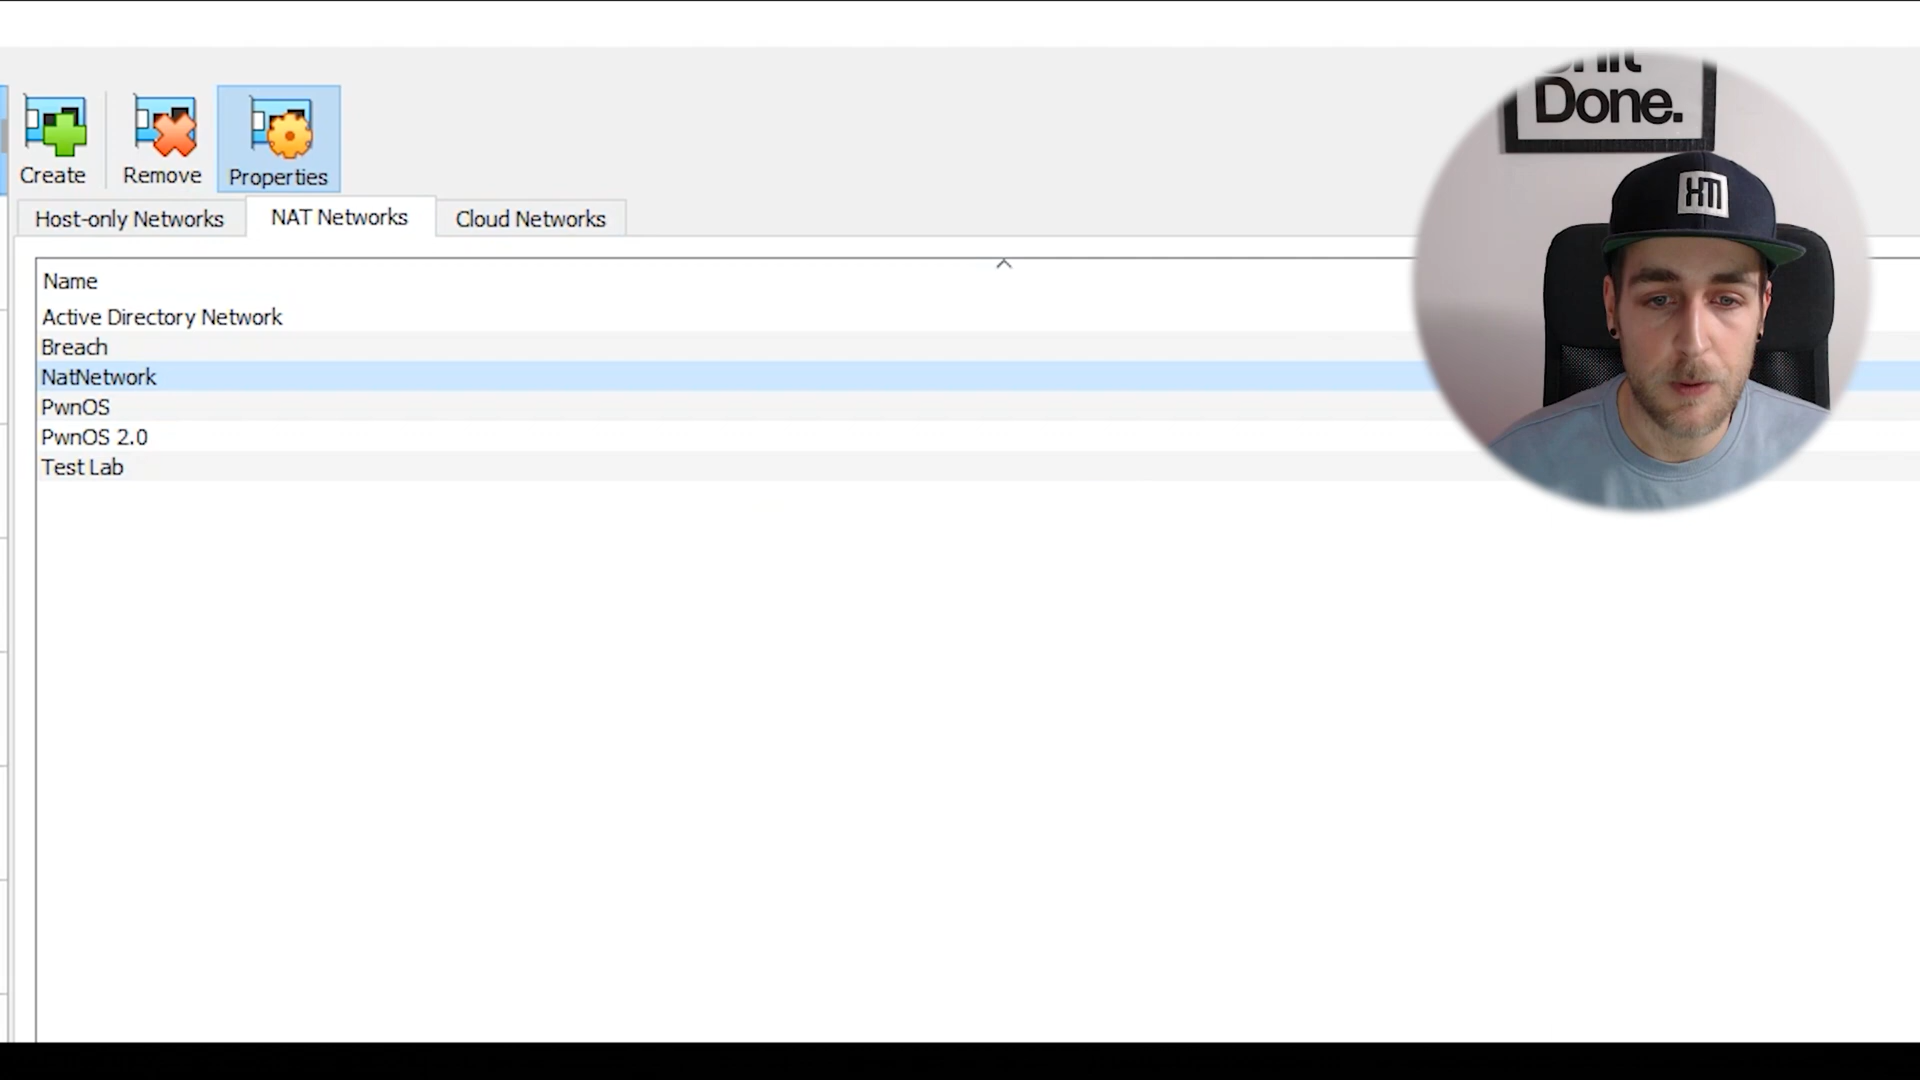 Done.
Create
Remove
Properties
Host-only Networks
NAT Networks
Cloud Networks
Name
Active Directory Network
Breach
NatNetwork
PwnOS
PwnOS 2.0
Test Lab